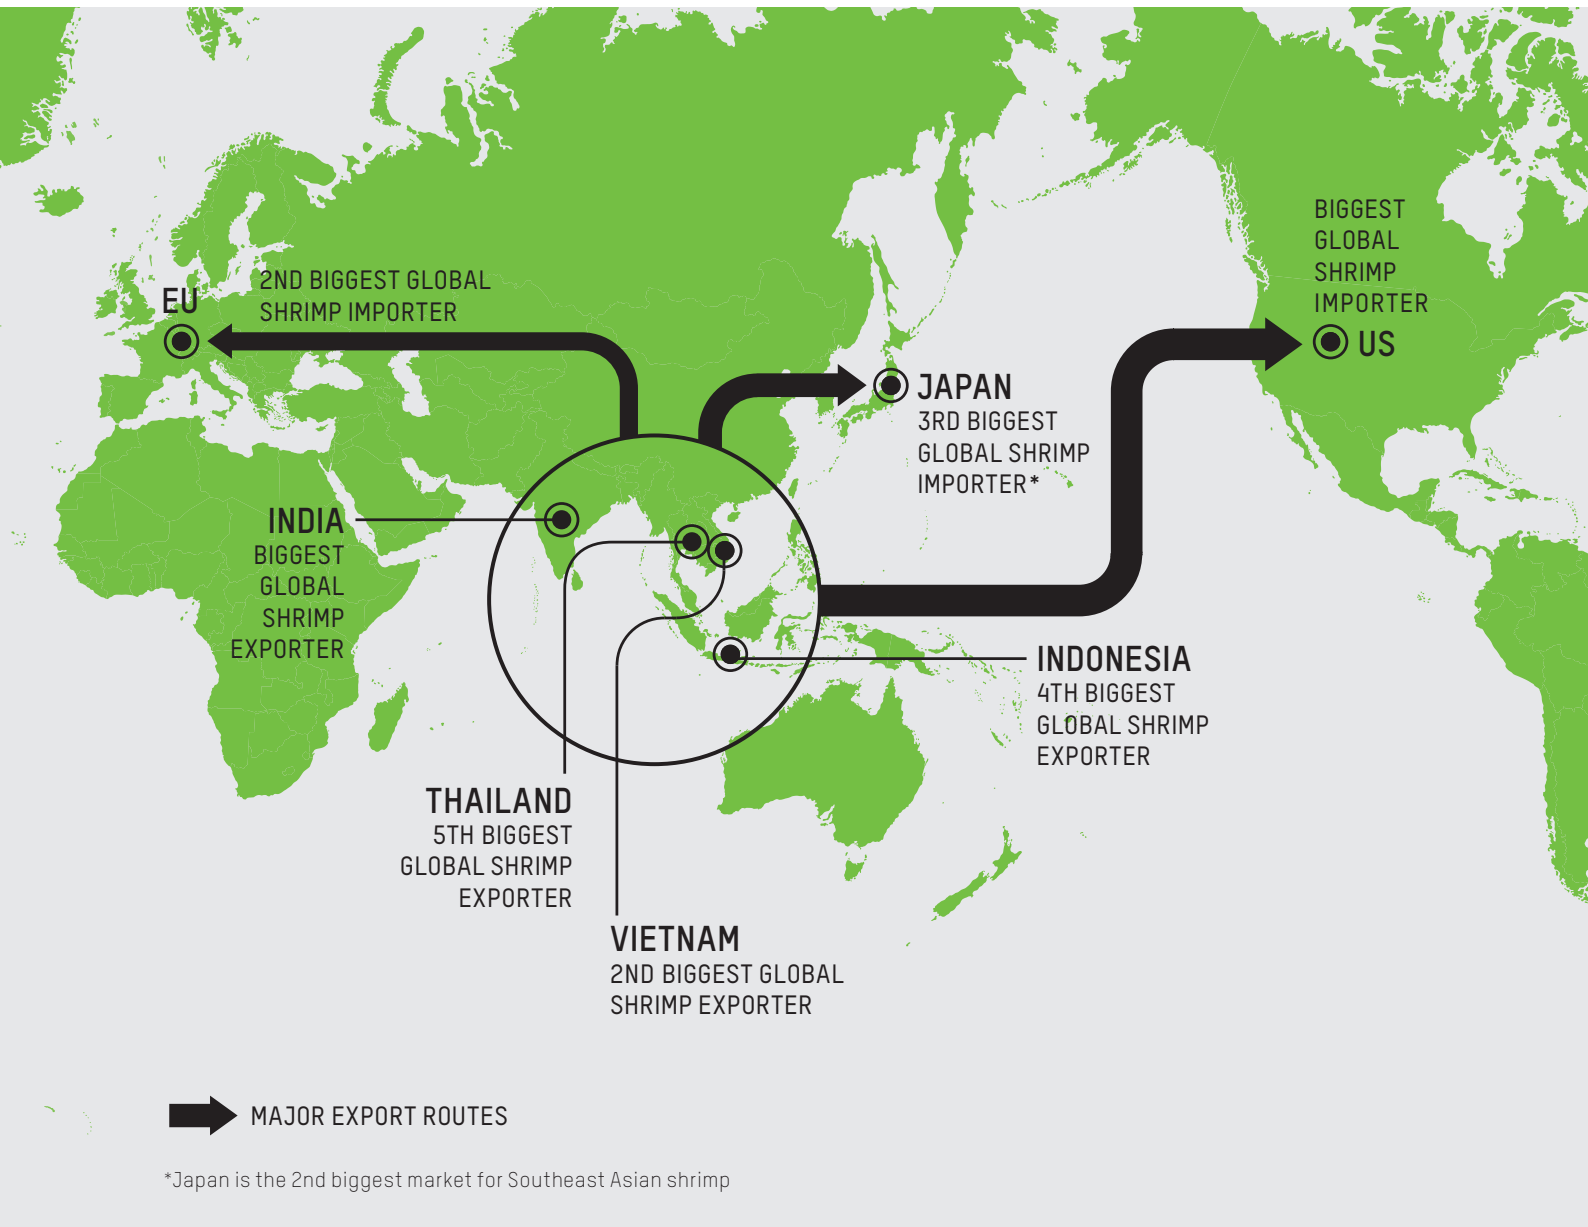 BIGGEST
GLOBAL
SHRIMP
IMPORTER
US
EU
2ND BIGGEST GLOBAL
SHRIMP IMPORTER
JAPAN
3RD BIGGEST
GLOBAL SHRIMP
IMPORTER*
INDIA
BIGGEST
GLOBAL
SHRIMP
EXPORTER
INDONESIA
4TH BIGGEST
GLOBAL SHRIMP
EXPORTER
THAILAND
5TH BIGGEST
GLOBAL SHRIMP
EXPORTER
VIETNAM
2ND BIGGEST GLOBAL
SHRIMP EXPORTER
MAJOR EXPORT ROUTES
*Japan is the 2nd biggest market for Southeast Asian shrimp